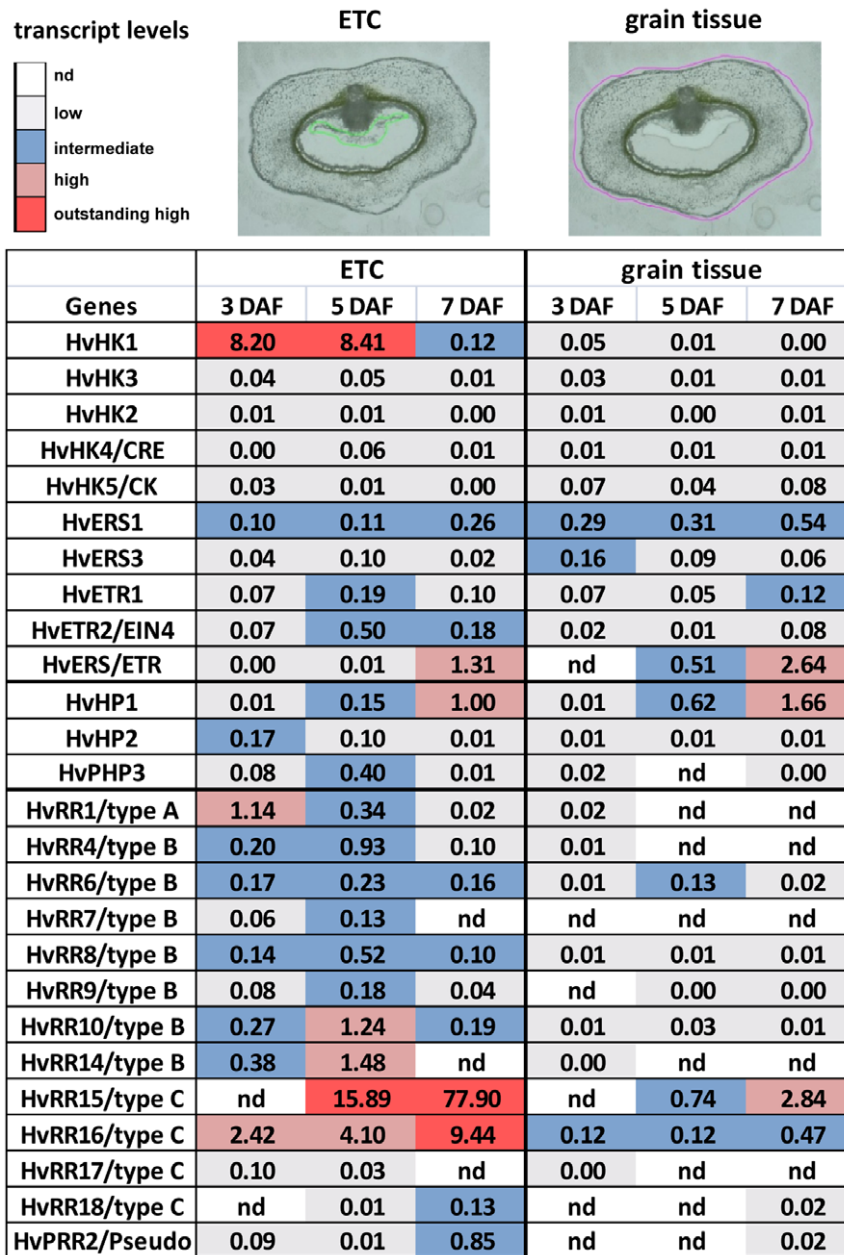 transcript levels
ETC
grain tissue
nd
low
intermediate
high
outstanding high
ETC grain tissue
Genes 3 DAF 5 DAF 7 DAF 3 DAF 5 DAF 7 DAF
HvHK1 8.20 8.41 0.12 0.05 0.01 0.00
HvHK3 0.04 0.05 0.01 0.03 0.01 0.01
HvHK2 0.01 0.01 0.00 0.01 0.00 0.01
HvHK4/CRE 0.00 0.06 0.01 0.01 0.01 0.01
HvHK5/CK 0.03 0.01 0.00 0.07 0.04 0.08
HvERS1 0.10 0.11 0.26 0.29 0.31 0.54
HvERS3 0.04 0.10 0.02 0.16 0.09 0.06
HvETR1 0.07 0.19 0.10 0.07 0.05 0.12
HvETR2/EIN4 0.07 0.50 0.18 0.02 0.01 0.08
HvERS/ETR 0.00 0.01 1.31 nd 0.51 2.64
HvHP1 0.01 0.15 1.00 0.01 0.62 1.66
HvHP2 0.17 0.10 0.01 0.01 0.01 0.01
HvPHP3 0.08 0.40 0.01 0.02 nd 0.00
HvRR1/type A 1.14 0.34 0.02 0.02 nd nd
HvRR4/type B 0.20 0.93 0.10 0.01 nd nd
HvRR6/type B 0.17 0.23 0.16 0.01 0.13 0.02
HvRR7/type B 0.06 0.13 nd nd nd nd
HvRR8/type B 0.14 0.52 0.10 0.01 0.01 0.01
HvRR9/type B 0.08 0.18 0.04 nd 0.00 0.00
HvRR10/type B 0.27 1.24 0.19 0.01 0.03 0.01
HvRR14/type B 0.38 1.48 nd 0.00 nd nd
HvRR15/type C nd 15.89 77.90 nd 0.74 2.84
HvRR16/type C 2.42 4.10 9.44 0.12 0.12 0.47
HvRR17/type C 0.10 0.03 nd 0.00 nd nd
HvRR18/type C nd 0.01 0.13 nd nd 0.02
HvPRR2/Pseudo 0.09 0.01 0.85 nd nd 0.02